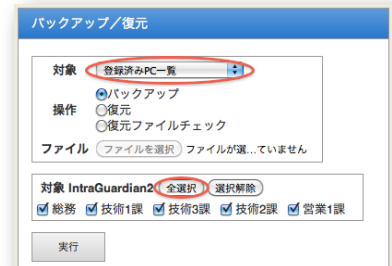 バックアップ／復元
対象 登録済みPC一覧
バックアップ
操作 復元
復元ファイルチェック
ファイル ファイルを選択 ファイルが選...ていません
対象 IntraGuardian2 全選択 選択解除
総務 技術1課 技術3課 技術2課 営業1課
実行